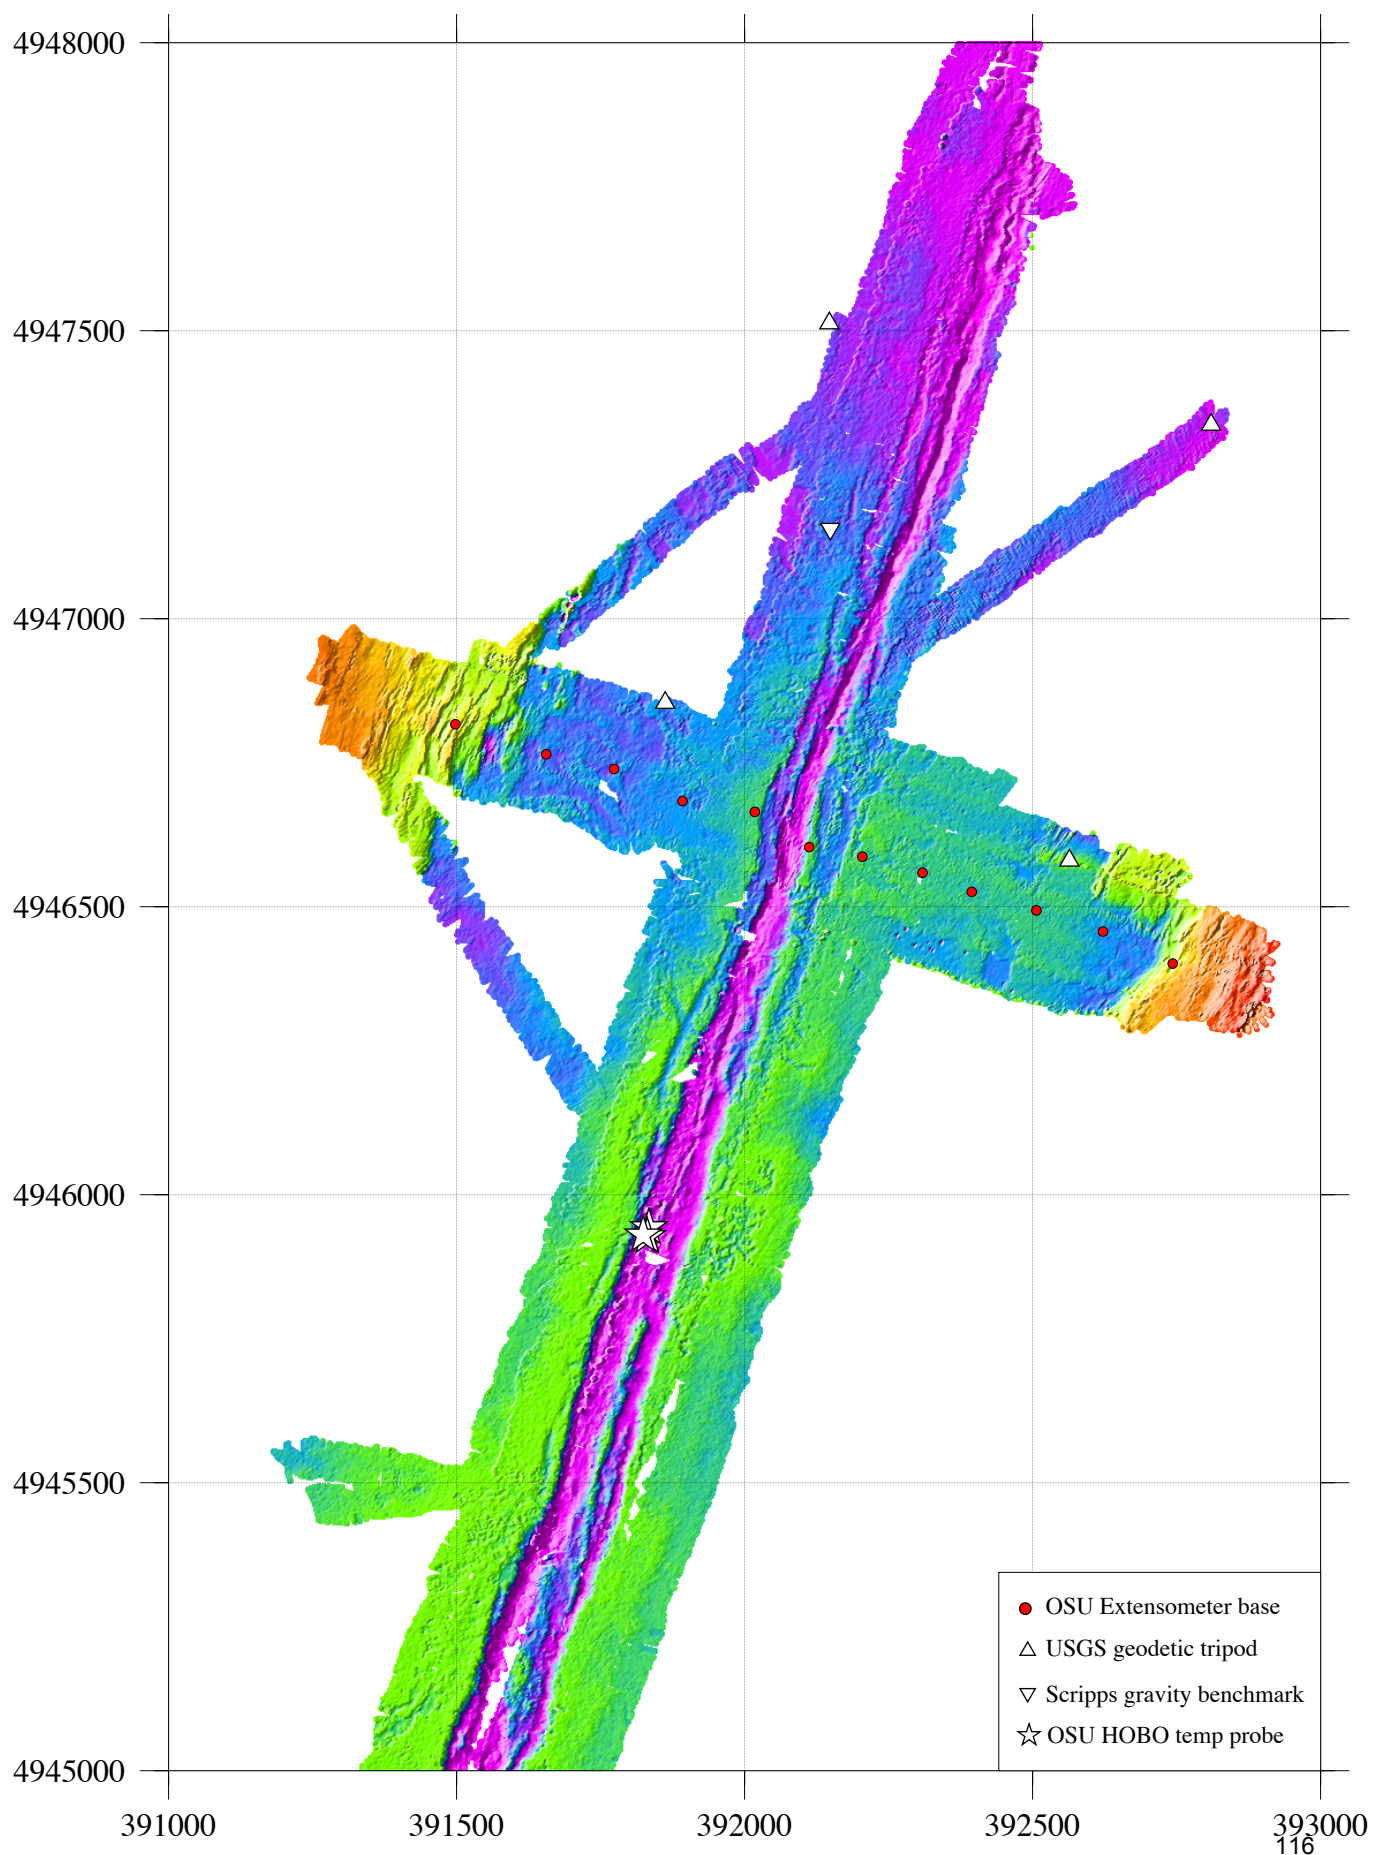 4948000
4947500
4947000
4946500
4946000
4945500
4945000
OSU Extensometer base
USGS geodetic tripod
Scripps gravity benchmark
OSU HOBO temp probe
391000 391500 392000 392500 393000
116